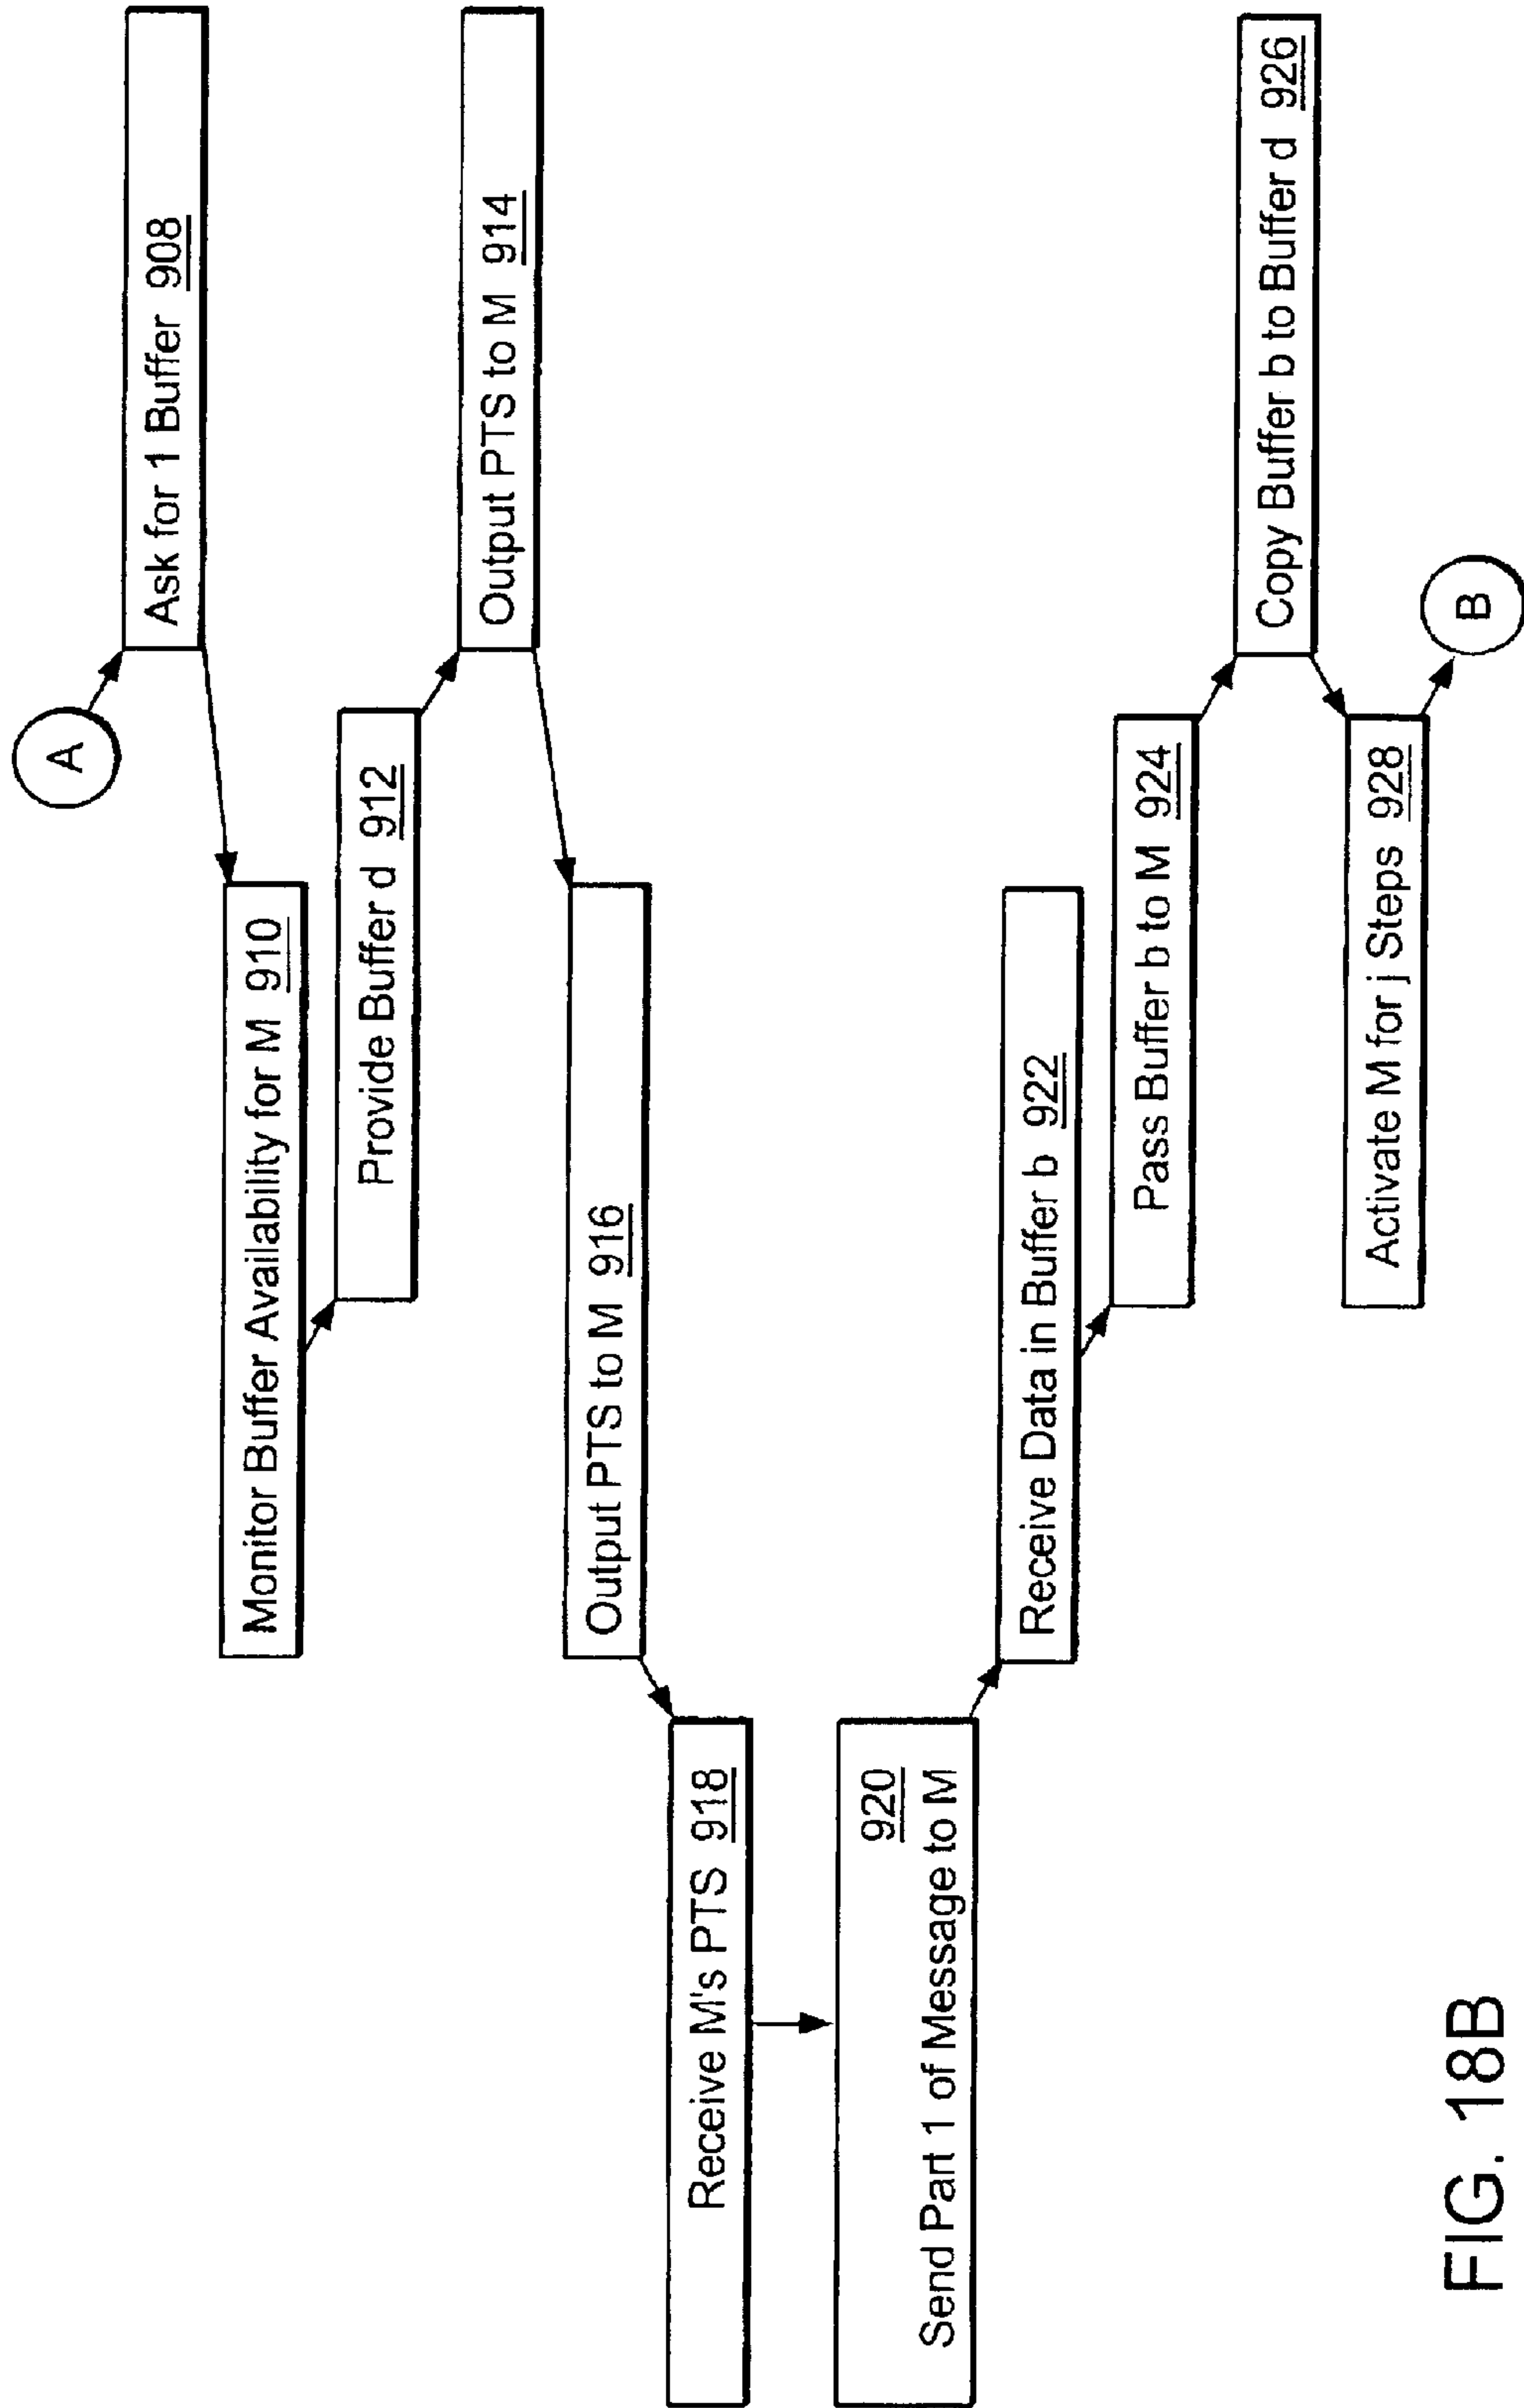 A
Ask for 1 Buffer 908
Monitor Buffer Availability for M 910
Provide Buffer d 912
Output PTS to M 914
Output PTS to M 916
Receive M's PTS 918
920
Send Part 1 of Message to M
Receive Data in Buffer b 922
Pass Buffer b to M 924
Copy Buffer b to Buffer d 926
Activate M for j Steps 928
B
FIG. 18B